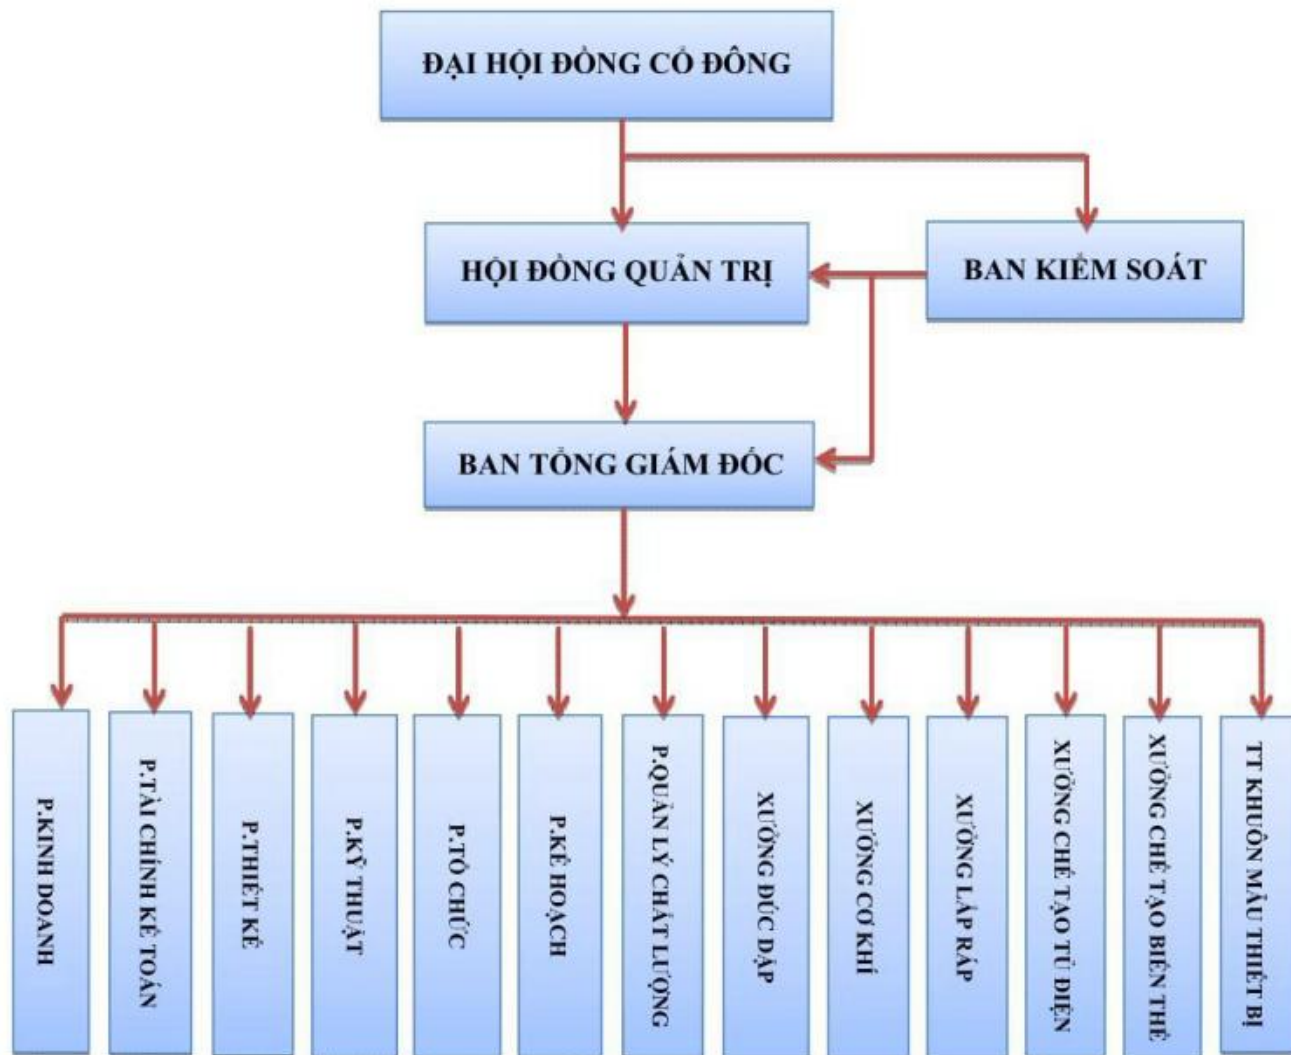 ĐẠI HỘI ĐỒNG CỔ ĐÔNG
HỘI ĐỒNG QUẢN TRỊ
BAN KIỂM SOÁT
BAN TỔNG GIÁM ĐỐC
P.KINH DOANH
P.TÀI CHÍNH KẾ TOÁN
P.THIẾT KẾ
P.KỸ THUẬT
P.TỔ CHỨC
P.KẾ HOẠCH
P.QUẢN LÝ CHẤT LƯỢNG
XƯỞNG ĐÚC DẬP
XƯỞNG CƠ KHÍ
XƯỞNG LẮP RÁP
XƯỞNG CHẾ TẠO TỦ ĐIỆN
XƯỞNG CHẾ TẠO BIẾN THẾ
TT KHUÔN MẪU THIẾT BỊ